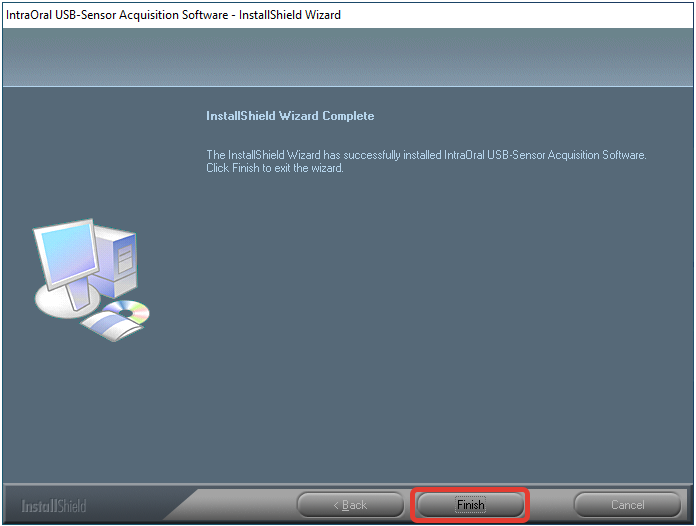 IntraOral USB-Sensor Acquisition Software - InstallShield Wizard
InstallShield Wizard Complete
The InstallShield Wizard has successfully installed IntraOral USB-Sensor Acquisition Software.
Click Finish to exit the wizard.
InstallShield
< Back
Finish
Cancel